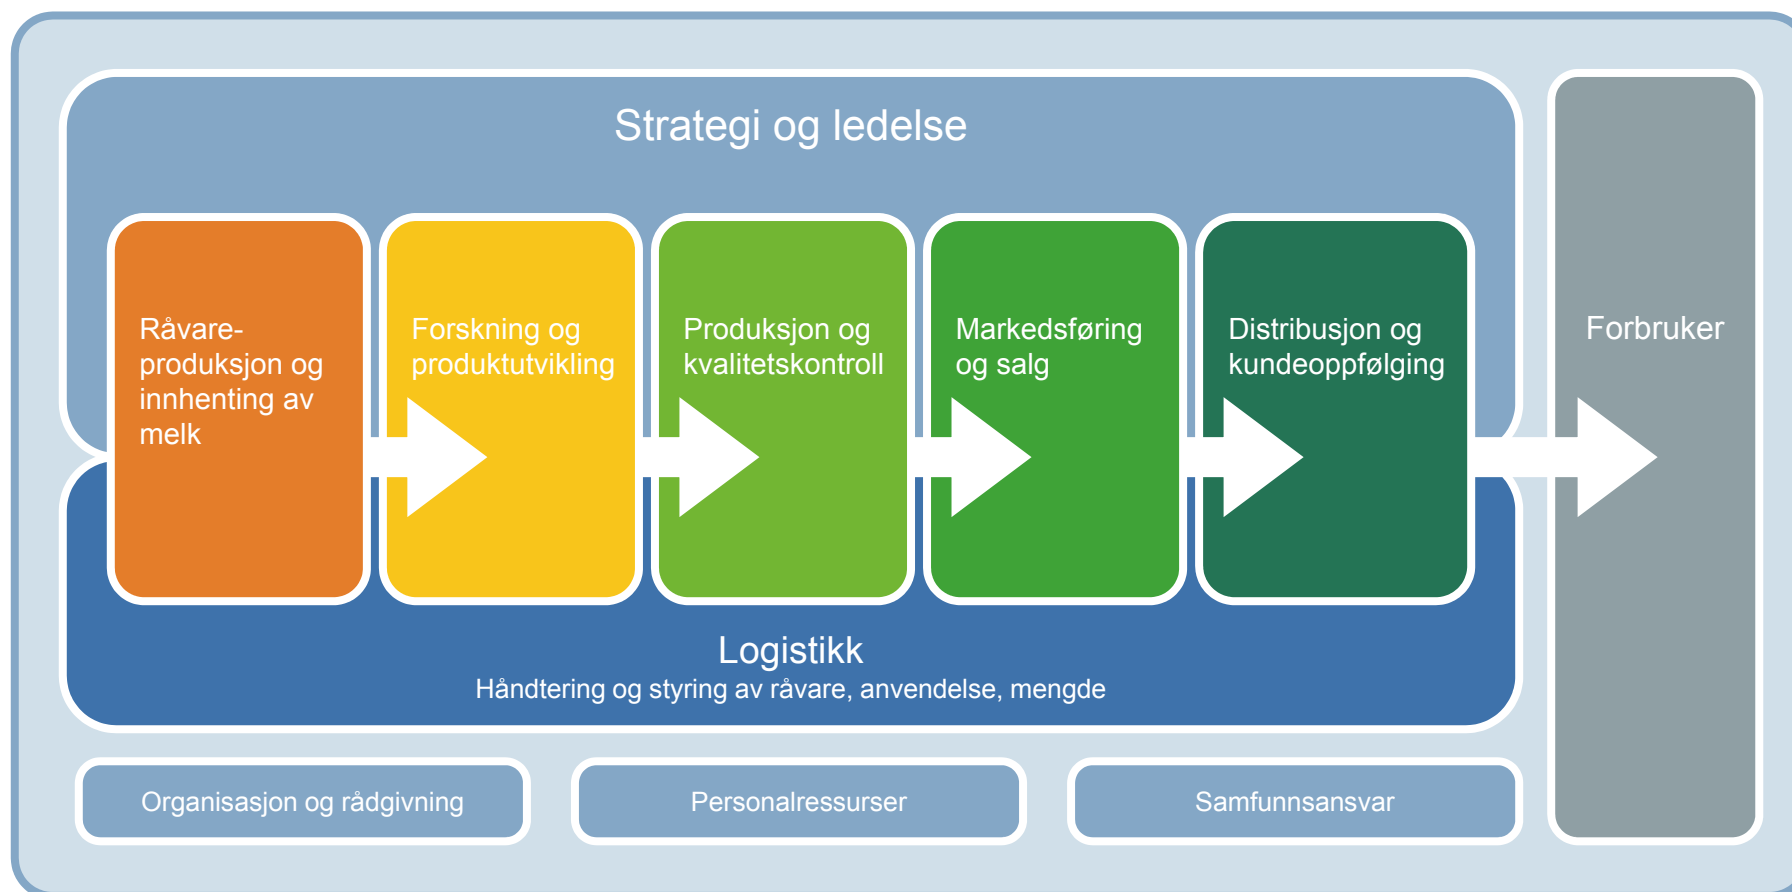 Strategi og ledelse
Råvare-
produksjon og
innhenting av
melk
Forskning og
produktutvikling
Produksjon og
kvalitetskontroll
Markedsføring
og salg
Distribusjon og
kundeoppfølging
Forbruker
Logistikk
Håndtering og styring av råvare, anvendelse, mengde
Organisasjon og rådgivning
Personalressurser
Samfunnsansvar